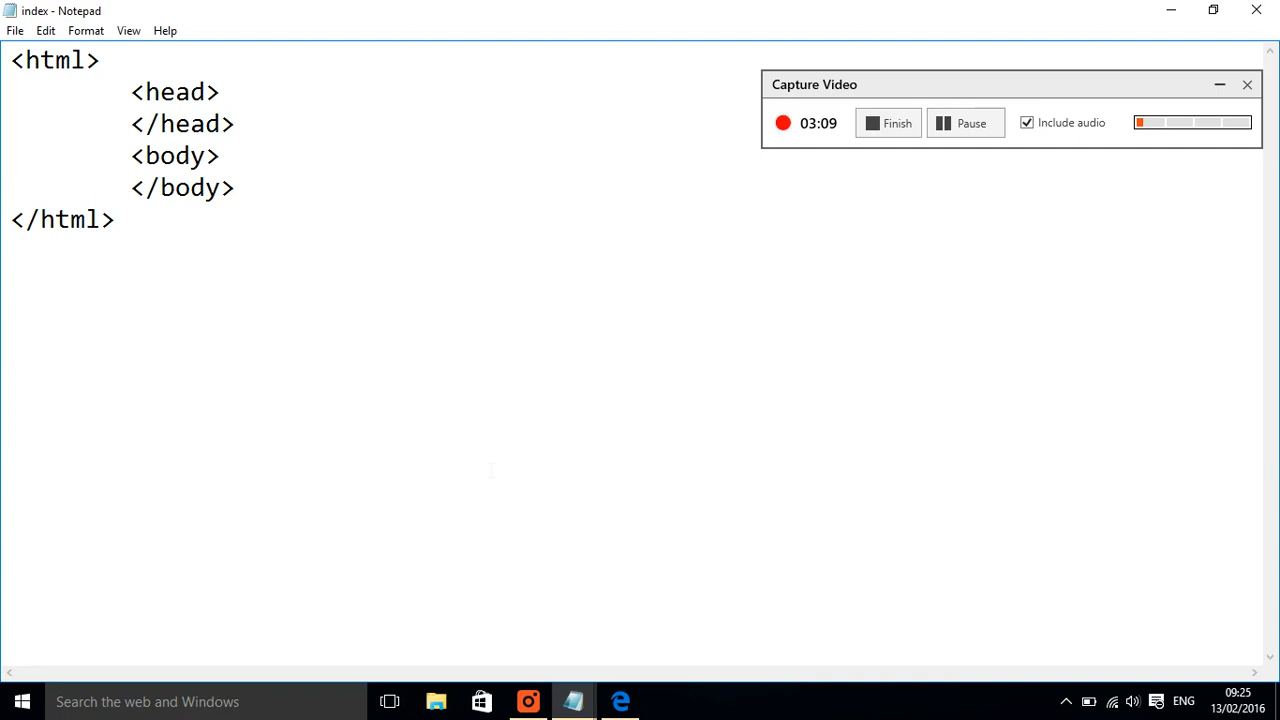 index - Notepad
File Edit Format View Help
<html>
<head>
</head>
<body>
</body>
</html>
Capture Video
03:09 Finish Pause Include audio
Search the web and Windows
ENG
09:25
13/02/2016